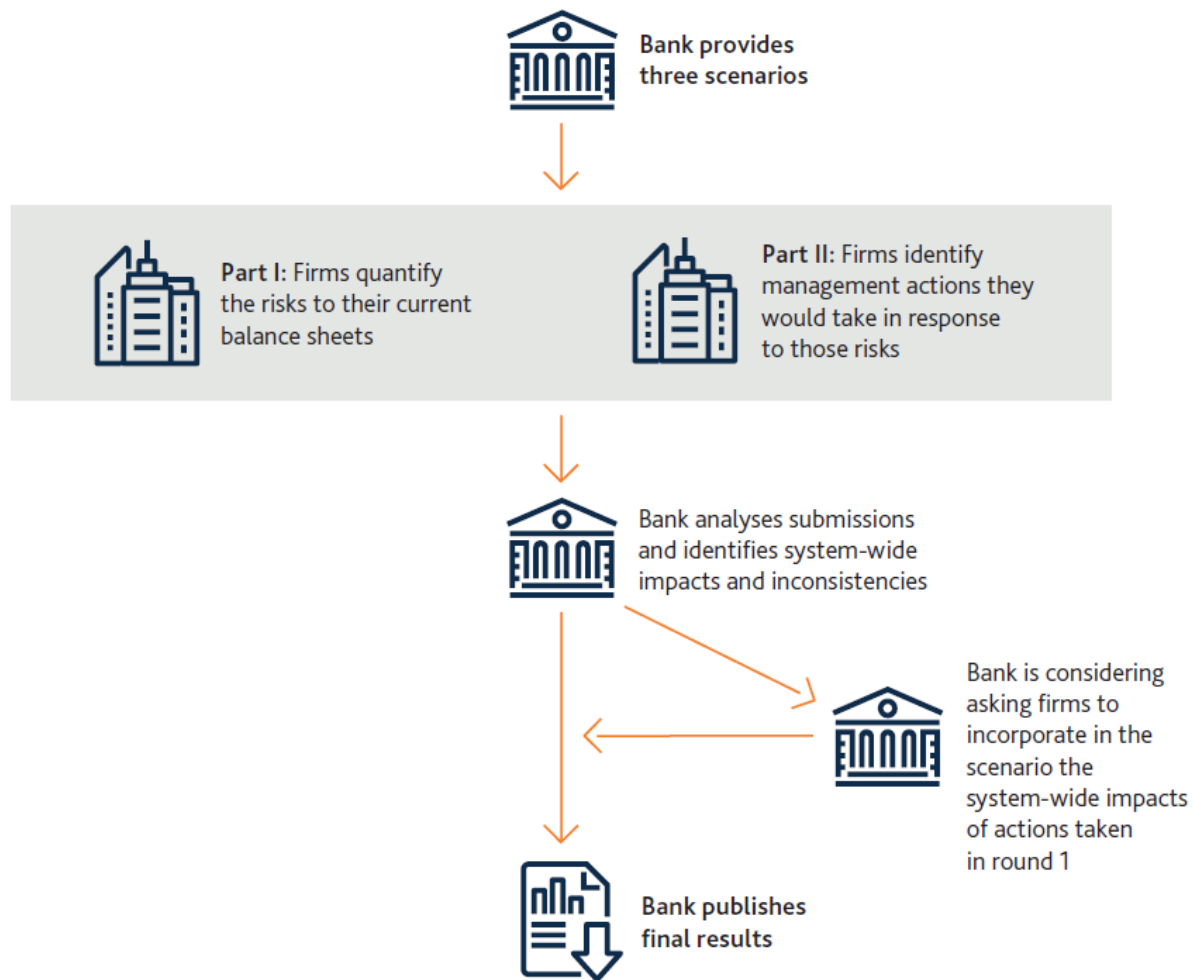 Bank provides
three scenarios
Part I: Firms quantify
the risks to their current
balance sheets
Part II: Firms identify
management actions they
would take in response
to those risks
Bank analyses submissions
and identifies system-wide
impacts and inconsistencies
Bank is considering
asking firms to
incorporate in the
scenario the
system-wide impacts
of actions taken
in round 1
Bank publishes
final results